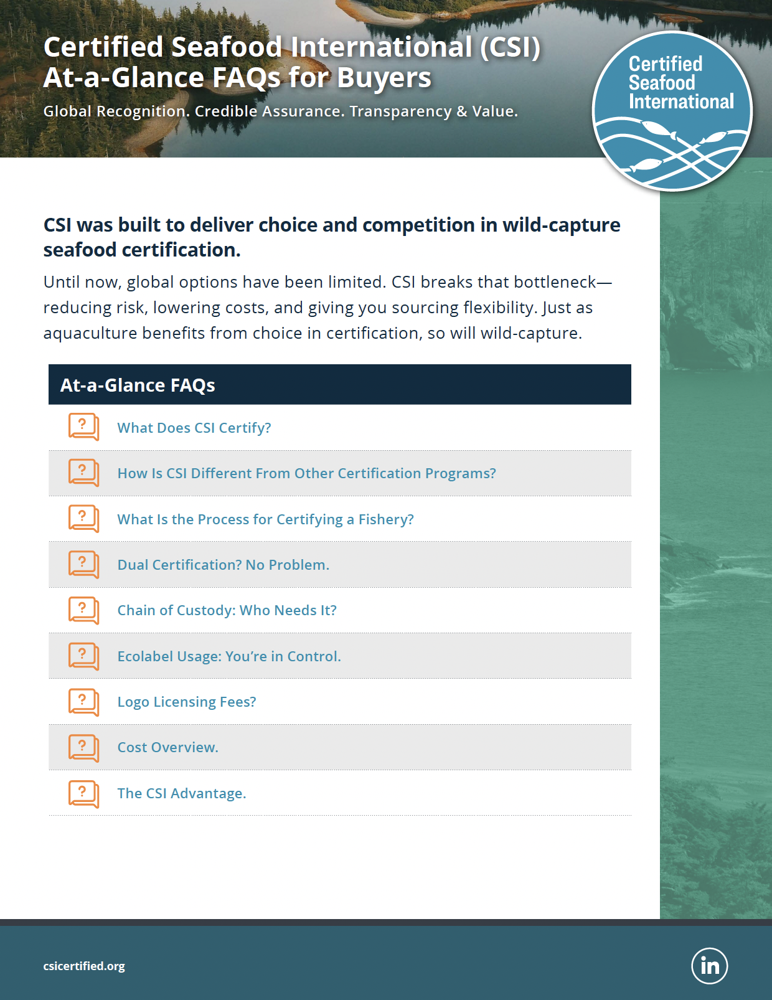 Certified Seafood International (CSI)
At-a-Glance FAQs for Buyers
Global Recognition. Credible Assurance. Transparency & Value.
Certified
Seafood
International
CSI was built to deliver choice and competition in wild-capture
seafood certification.
Until now, global options have been limited. CSI breaks that bottleneck—
reducing risk, lowering costs, and giving you sourcing flexibility. Just as
aquaculture benefits from choice in certification, so will wild-capture.
At-a-Glance FAQs
? What Does CSI Certify?
? How Is CSI Different From Other Certification Programs?
? What Is the Process for Certifying a Fishery?
? Dual Certification? No Problem.
? Chain of Custody: Who Needs It?
? Ecolabel Usage: You’re in Control.
? Logo Licensing Fees?
? Cost Overview.
? The CSI Advantage.
csicertified.org
in